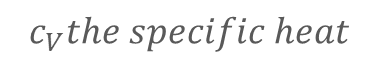 c_V the specific heat